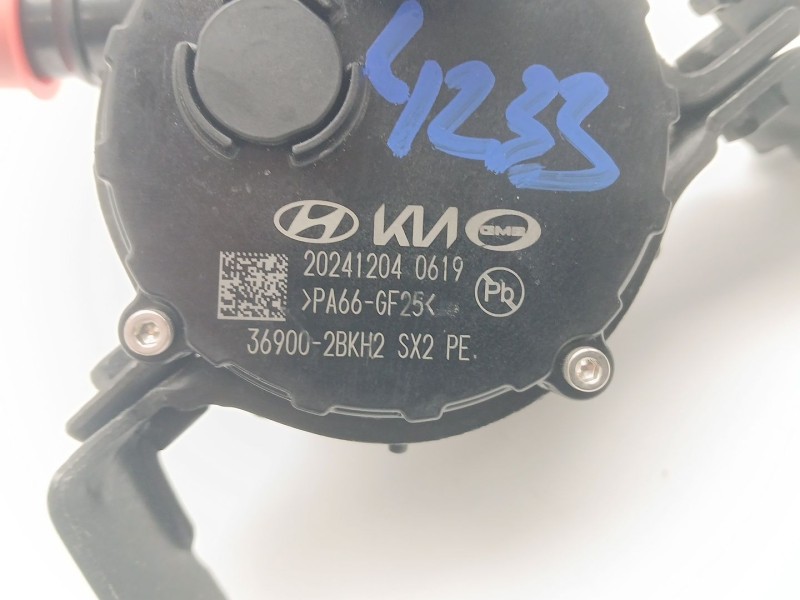 4233
KIA GMB
20241204 0619
>PA66-GF25<
Pb
36900-2BKH2 SX2 PE.